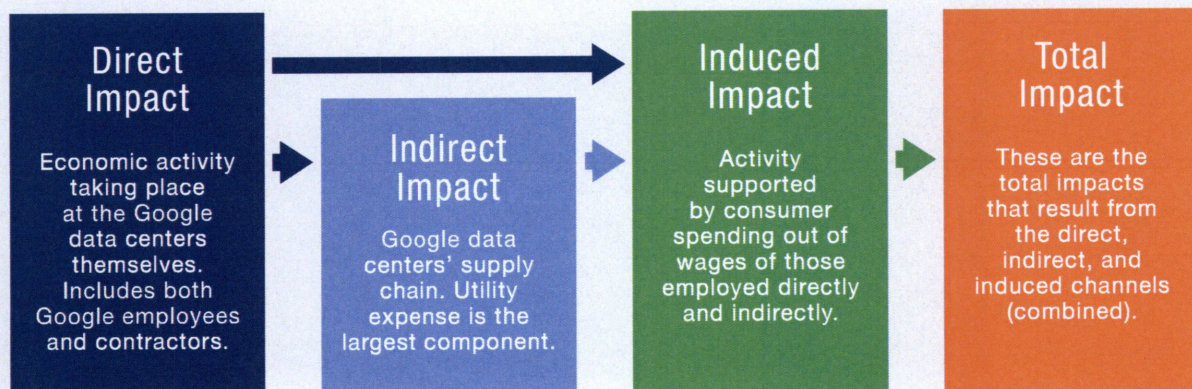 Direct
Impact
Economic activity
taking place
at the Google
data centers
themselves.
Includes both
Google employees
and contractors.
Indirect
Impact
Google data
centers' supply
chain. Utility
expense is the
largest component.
Induced
Impact
Activity
supported
by consumer
spending out of
wages of those
employed directly
and indirectly.
Total
Impact
These are the
total impacts
that result from
the direct,
indirect, and
induced channels
(combined).